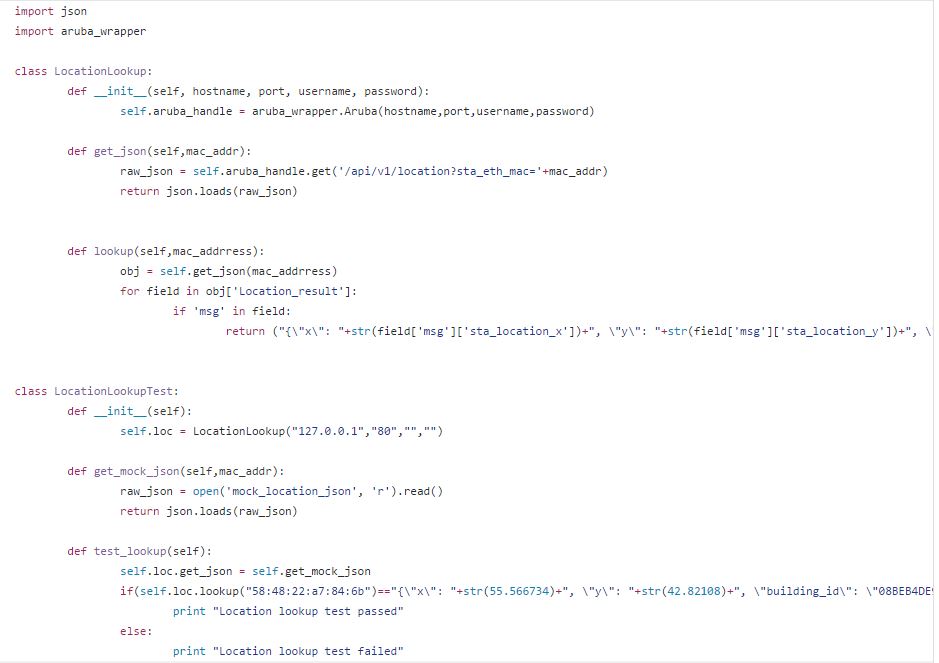 import json
import aruba_wrapper
class LocationLookup:
def __init__(self, hostname, port, username, password):
self.aruba_handle = aruba_wrapper.Aruba(hostname,port,username,password)
def get_json(self,mac_addr):
raw_json = self.aruba_handle.get('/api/v1/location?sta_eth_mac='+mac_addr)
return json.loads(raw_json)
def lookup(self,mac_addrress):
obj = self.get_json(mac_addrress)
for field in obj['Location_result']:
if 'msg' in field:
return ("{\"x\": "+str(field['msg']['sta_location_x'])+", \"y\": "+str(field['msg']['sta_location_y'])+", \
class LocationLookupTest:
def __init__(self):
self.loc = LocationLookup("127.0.0.1","80","","")
def get_mock_json(self,mac_addr):
raw_json = open('mock_location_json', 'r').read()
return json.loads(raw_json)
def test_lookup(self):
self.loc.get_json = self.get_mock_json
if(self.loc.lookup("58:48:22:a7:84:6b")=="{\"x\": "+str(55.566734)+", \"y\": "+str(42.82108)+", \"building_id\": \"08BEB4DE
print "Location lookup test passed"
else:
print "Location lookup test failed"